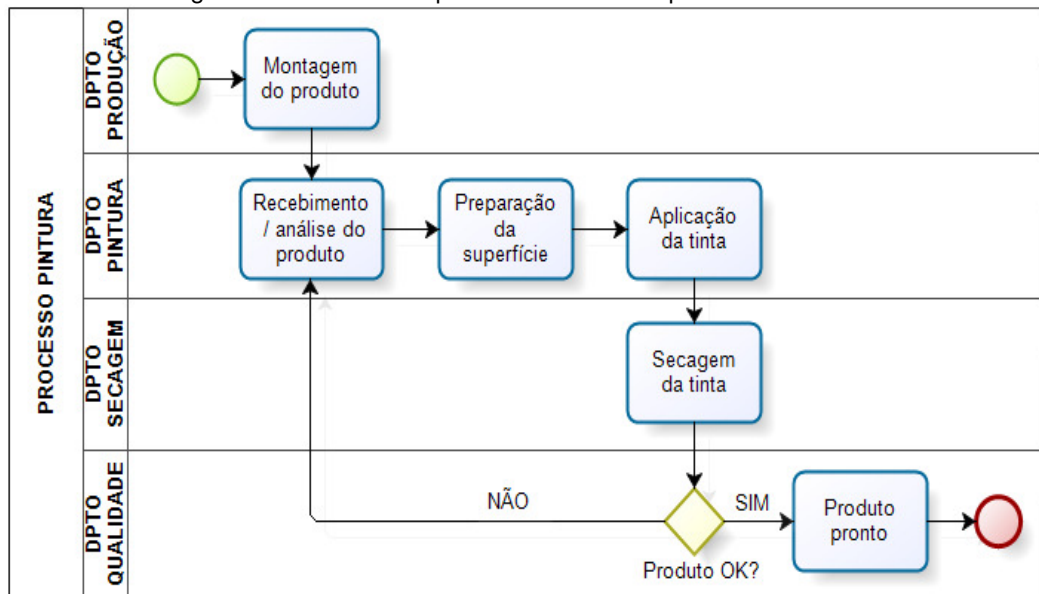 PROCESSO PINTURA
DPTO
PRODUÇÃO
Montagem
do produto
DPTO
PINTURA
Recebimento
/ análise do
produto
Preparação
da
superfície
Aplicação
da tinta
DPTO
SECAGEM
Secagem
da tinta
DPTO
QUALIDADE
NÃO
SIM
Produto OK?
Produto
pronto